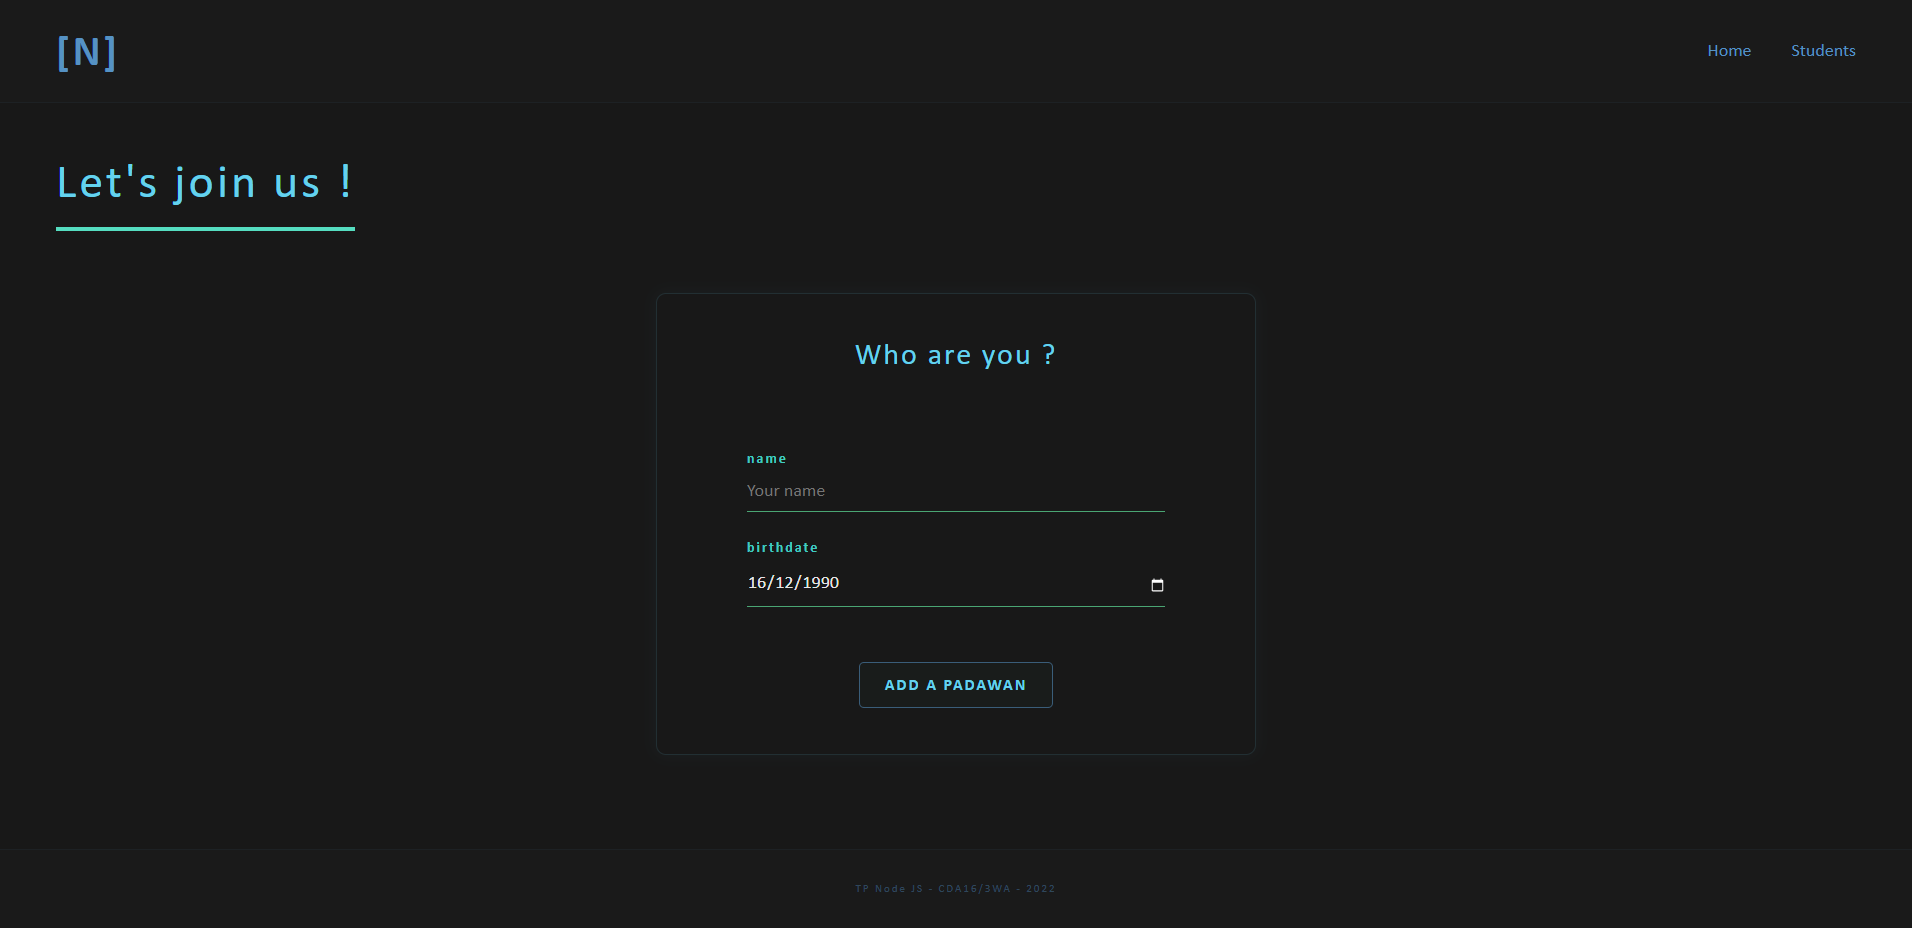 [N]
Home Students
Let's join us !
Who are you ?
name
Your name
birthdate
16/12/1990
ADD A PADAWAN
TP Node JS - CDA16/3WA - 2022